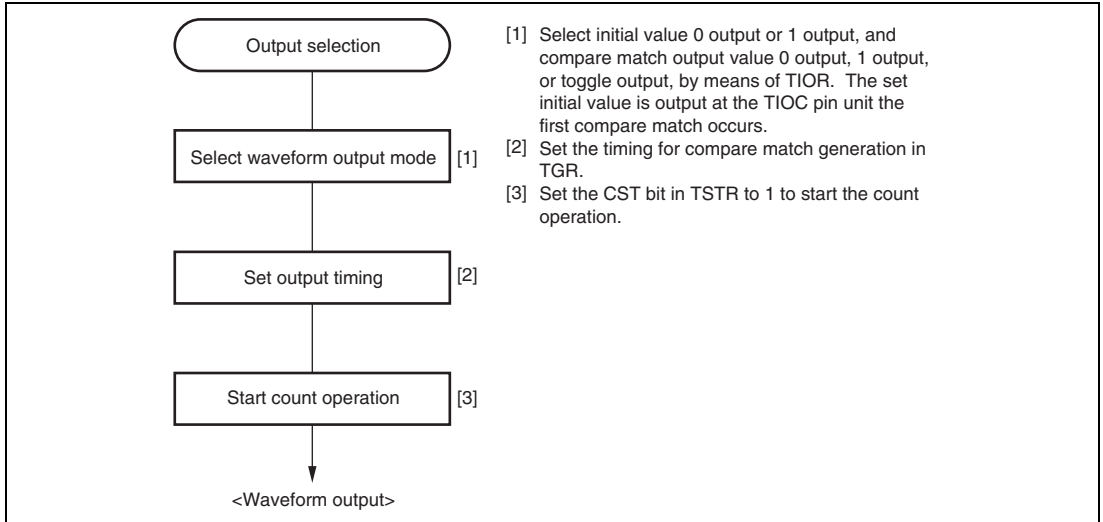 Output selection
Select waveform output mode [1]
Set output timing [2]
Start count operation [3]
<Waveform output>
[1] Select initial value 0 output or 1 output, and
compare match output value 0 output, 1 output,
or toggle output, by means of TIOR. The set
initial value is output at the TIOC pin unit the
first compare match occurs.
[2] Set the timing for compare match generation in
TGR.
[3] Set the CST bit in TSTR to 1 to start the count
operation.